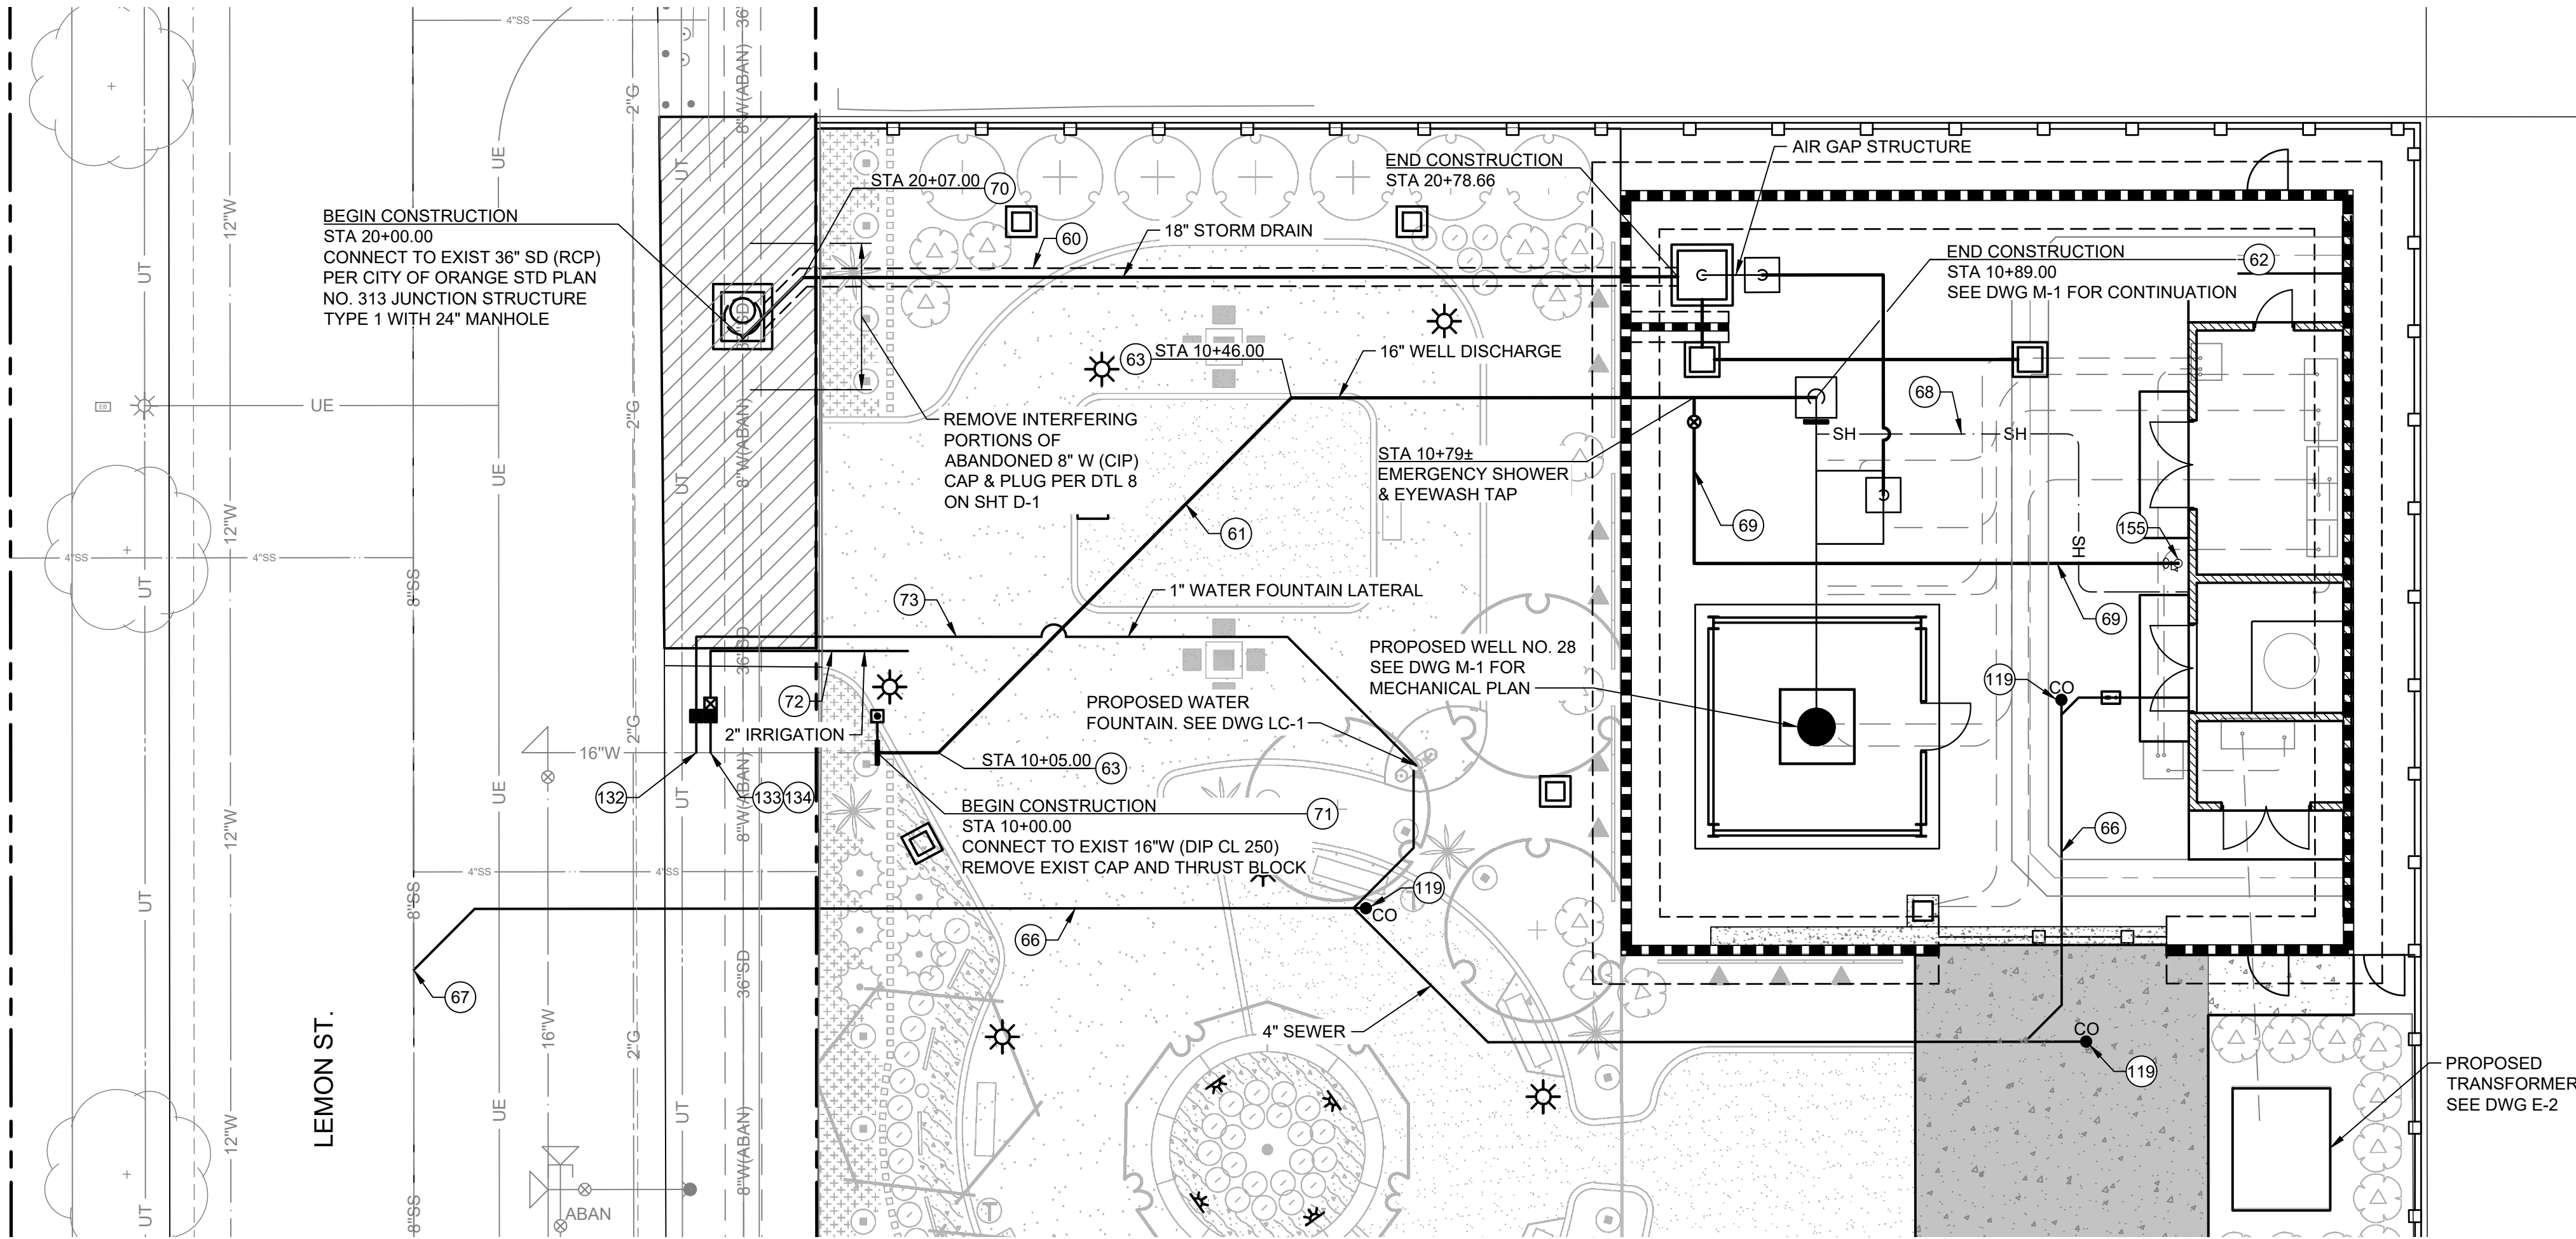 4"SS
36"
8"W(ABAN)
2"G
UE
UT
12"W
BEGIN CONSTRUCTION
STA 20+00.00
CONNECT TO EXIST 36" SD (RCP)
PER CITY OF ORANGE STD PLAN
NO. 313 JUNCTION STRUCTURE
TYPE 1 WITH 24" MANHOLE
STA 20+07.00
70
60
18" STORM DRAIN
END CONSTRUCTION
STA 20+78.66
AIR GAP STRUCTURE
END CONSTRUCTION
62
STA 10+89.00
SEE DWG M-1 FOR CONTINUATION
UT
36"SD
63
STA 10+46.00
16" WELL DISCHARGE
EB
UE
2"G
8"W(ABAN)
REMOVE INTERFERING
PORTIONS OF
ABANDONED 8" W (CIP)
CAP & PLUG PER DTL 8
ON SHT D-1
68
SH
SH
STA 10+79±
EMERGENCY SHOWER
& EYEWASH TAP
UE
UT
12"W
61
69
155
SH
4"SS
4"SS
UT
8"SS
73
1" WATER FOUNTAIN LATERAL
69
36"SD
PROPOSED WELL NO. 28
SEE DWG M-1 FOR
MECHANICAL PLAN
119
CO
72
2" IRRIGATION
PROPOSED WATER
FOUNTAIN. SEE DWG LC-1
2"G
16"W
STA 10+05.00
63
132
133
134
UE
UT
12"W
8"W(ABAN)
BEGIN CONSTRUCTION
71
STA 10+00.00
CONNECT TO EXIST 16"W (DIP CL 250)
REMOVE EXIST CAP AND THRUST BLOCK
66
4"SS
4"SS
119
CO
UT
8"SS
66
36"SD
67
4" SEWER
CO
119
LEMON ST.
16"W
2"G
UE
UT
12"W
8"W(ABAN)
PROPOSED
TRANSFORMER
SEE DWG E-2
UT
8"SS
ABAN
T